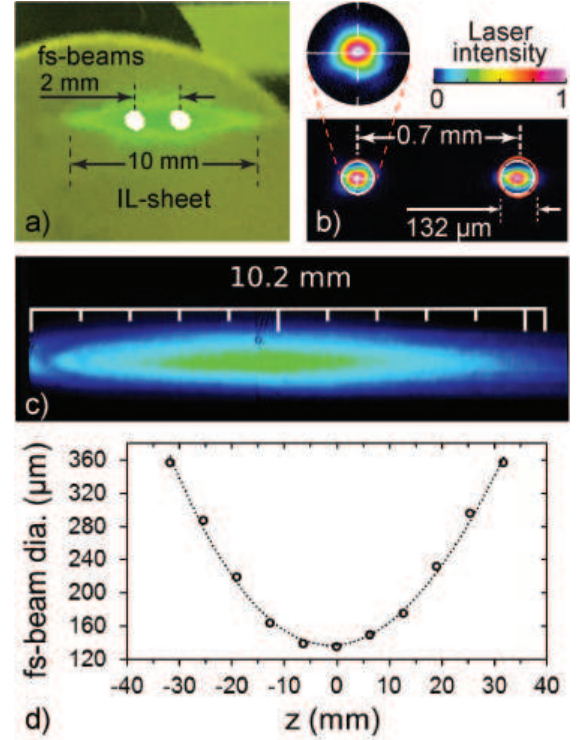 fs-beams
2 mm
10 mm
IL-sheet
a)
Laser
intensity
0 1
0.7 mm
132 µm
b)
10.2 mm
c)
fs-beam dia. (µm)
360
320
280
240
200
160
120
-40 -30 -20 -10 0 10 20 30 40
z (mm)
d)